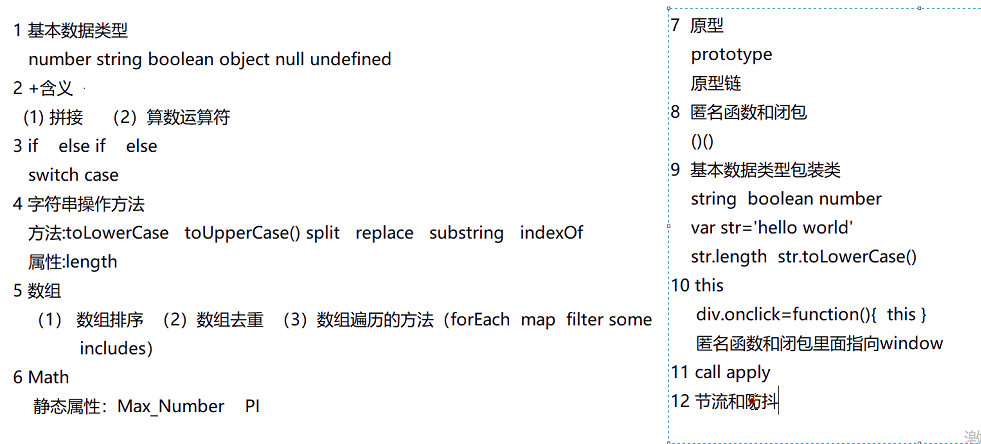 1 基本数据类型
number string boolean object null undefined
2 +含义
(1) 拼接 （2）算数运算符
3 if else if else
switch case
4 字符串操作方法
方法:toLowerCase toUpperCase() split replace substring indexOf
属性:length
5 数组
（1） 数组排序 （2）数组去重 （3）数组遍历的方法（forEach map filter some
includes）
6 Math
静态属性：Max_Number PI
7 原型
prototype
原型链
8 匿名函数和闭包
()()
9 基本数据类型包装类
string boolean number
var str='hello world'
str.length str.toLowerCase()
10 this
div.onclick=function(){ this }
匿名函数和闭包里面指向window
11 call apply
12 节流和防抖
激